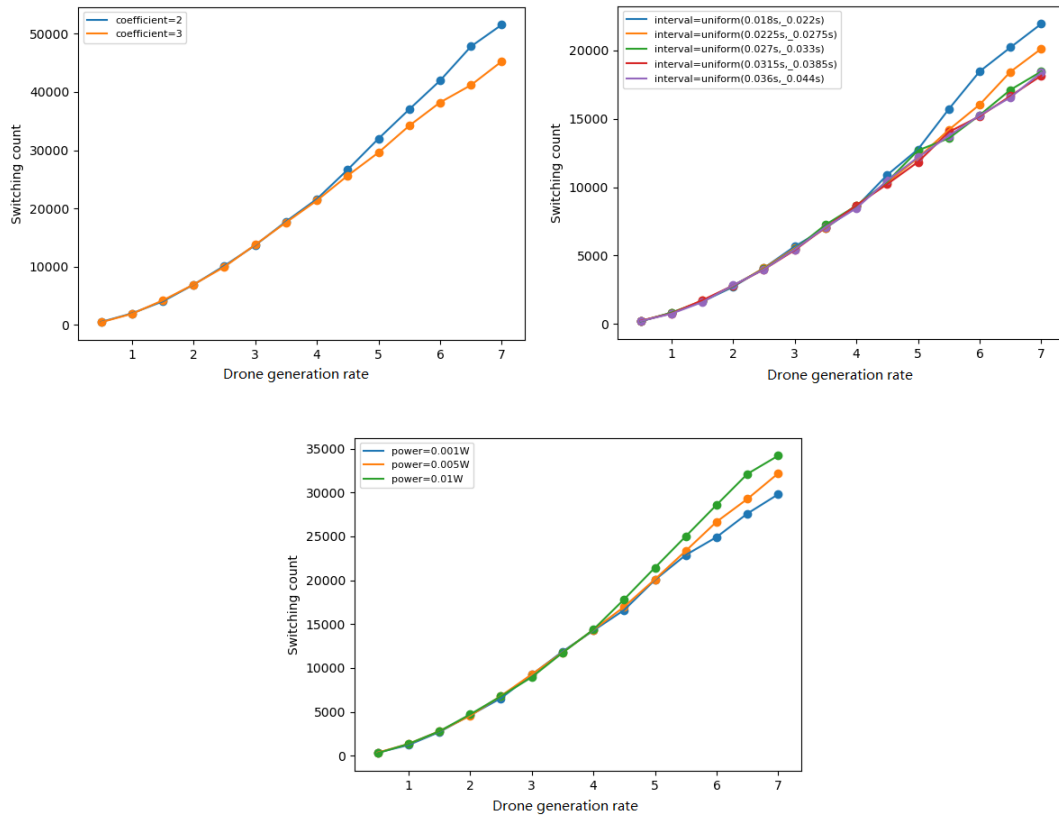 coefficient=2
coefficient=3
50000
40000
30000
20000
10000
0
Switching count
1 2 3 4 5 6 7
Drone generation rate
interval=uniform(0.018s,_0.022s)
interval=uniform(0.0225s,_0.0275s)
interval=uniform(0.027s,_0.033s)
interval=uniform(0.0315s,_0.0385s)
interval=uniform(0.036s,_0.044s)
20000
15000
10000
5000
0
Switching count
1 2 3 4 5 6 7
Drone generation rate
power=0.001W
power=0.005W
power=0.01W
35000
30000
25000
20000
15000
10000
5000
0
Switching count
1 2 3 4 5 6 7
Drone generation rate